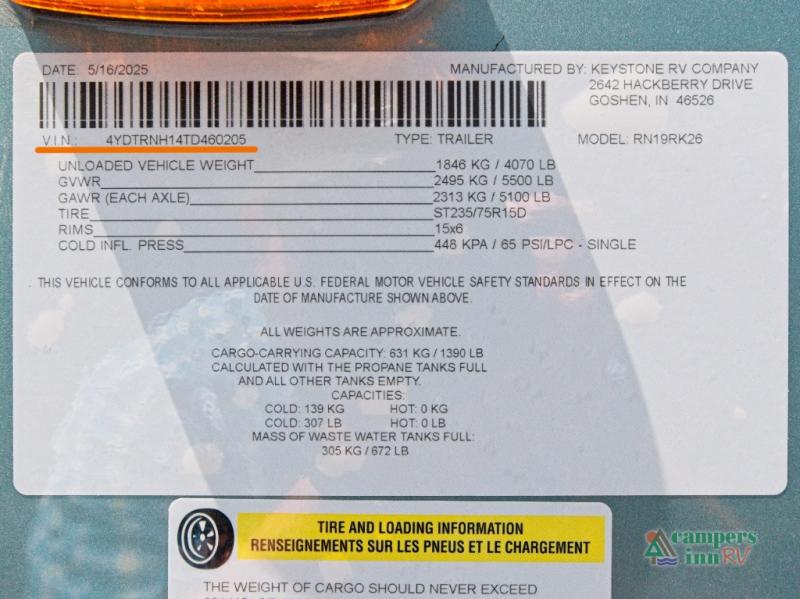 DATE: 5/16/2025 MANUFACTURED BY: KEYSTONE RV COMPANY
2642 HACKBERRY DRIVE
GOSHEN, IN 46526
V.I.N.: 4YDTRNH14TD460205 TYPE: TRAILER MODEL: RN19RK26
UNLOADED VEHICLE WEIGHT 1846 KG / 4070 LB
GVWR 2495 KG / 5500 LB
GAWR (EACH AXLE) 2313 KG / 5100 LB
TIRE ST235/75R15D
RIMS 15x6
COLD INFL. PRESS 448 KPA / 65 PSI/LPC - SINGLE
THIS VEHICLE CONFORMS TO ALL APPLICABLE U.S. FEDERAL MOTOR VEHICLE SAFETY STANDARDS IN EFFECT ON THE
DATE OF MANUFACTURE SHOWN ABOVE.
ALL WEIGHTS ARE APPROXIMATE.
CARGO-CARRYING CAPACITY: 631 KG / 1390 LB
CALCULATED WITH THE PROPANE TANKS FULL
AND ALL OTHER TANKS EMPTY.
CAPACITIES:
COLD: 139 KG HOT: 0 KG
COLD: 307 LB HOT: 0 LB
MASS OF WASTE WATER TANKS FULL:
305 KG / 672 LB
TIRE AND LOADING INFORMATION
RENSEIGNEMENTS SUR LES PNEUS ET LE CHARGEMENT
THE WEIGHT OF CARGO SHOULD NEVER EXCEED
campers
inn RV